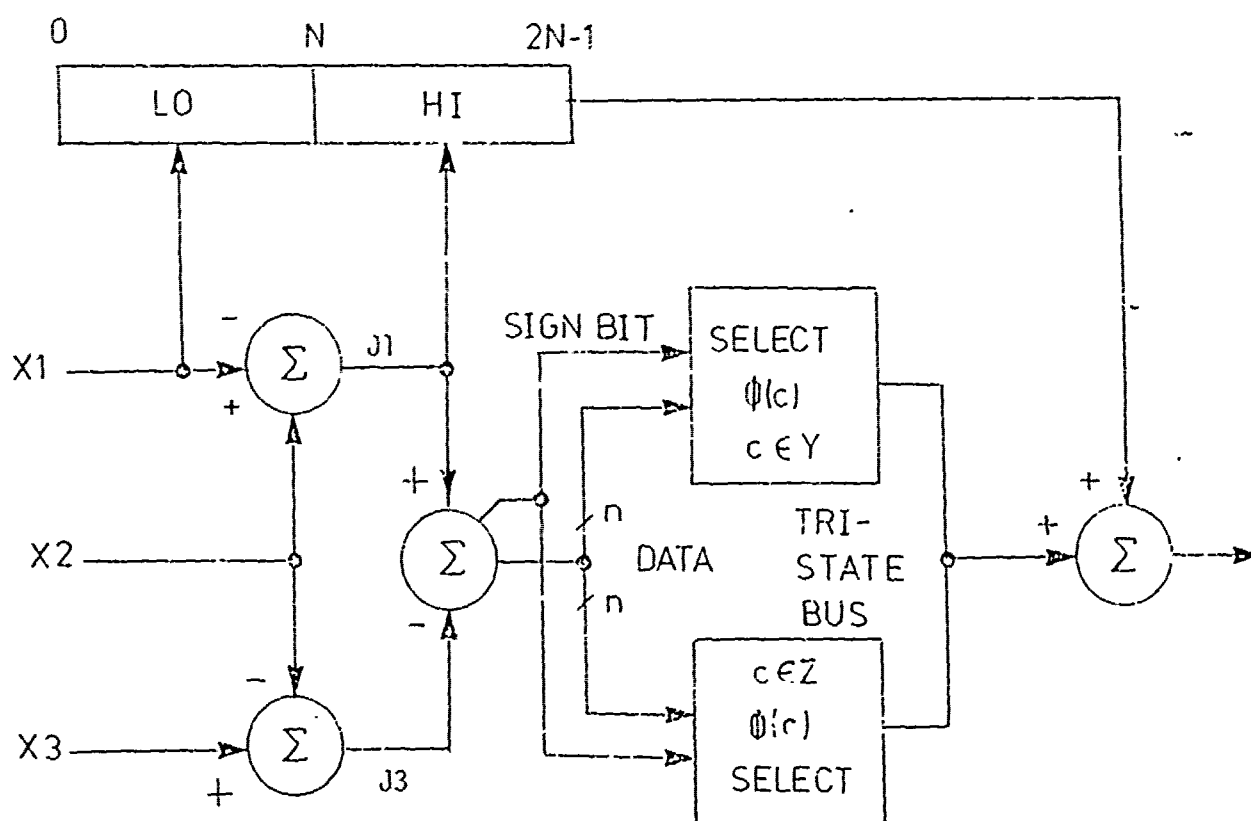 0 N 2N-1
LO HI
X1
-
+
Σ
J1
SIGN BIT
SELECT
ϕ(c)
c ϵ Y
X2
+
-
Σ
n
n
DATA
TRI-
STATE
BUS
+
+
Σ
X3
-
+
Σ
J3
c ϵ Z
ϕ(c)
SELECT